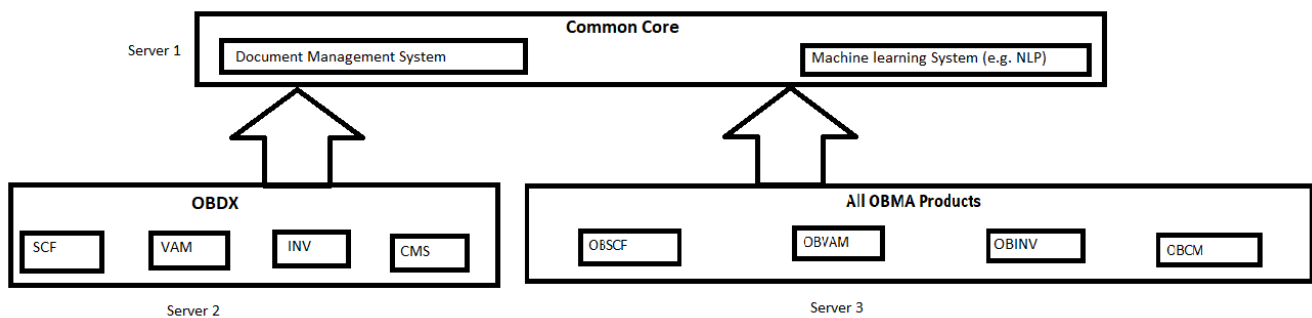 Common Core
Server 1
Document Management System
Machine learning System (e.g. NLP)
OBDX
SCF
VAM
INV
CMS
Server 2
All OBMA Products
OBSCF
OBVAM
OBINV
OBCM
Server 3